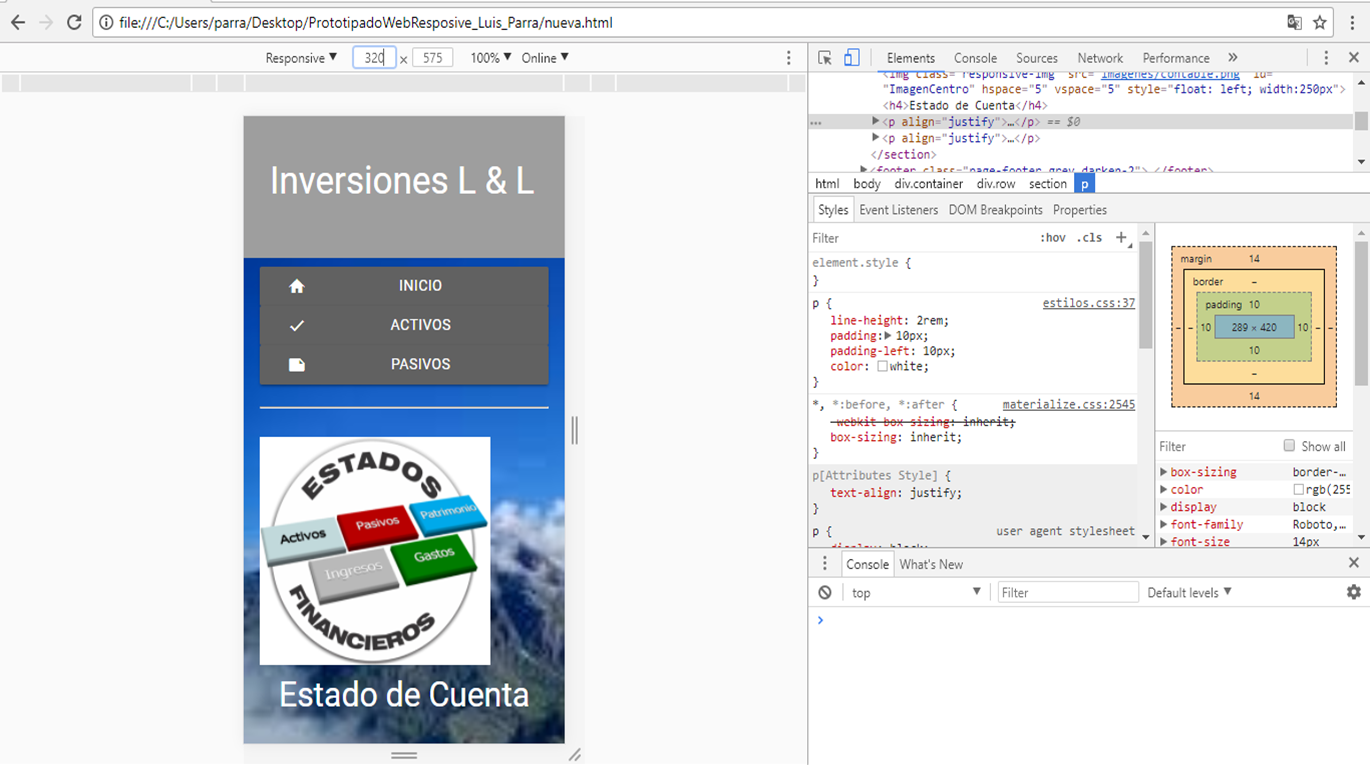 file:///C:/Users/parra/Desktop/PrototipadoWebResposive_Luis_Parra/nueva.html
Responsive ▼ 320 × 575 100% ▼ Online ▼
Inversiones L & L
INICIO
ACTIVOS
PASIVOS
ESTADOS
Activos Pasivos Patrimonio
Ingresos Gastos
FINANCIEROS
Estado de Cuenta
Elements Console Sources Network Performance »
<img class="responsive-img" src="imagenes/contable.png" id=
"ImagenCentro" hspace="5" vspace="5" style="float: left; width:250px">
<h4>Estado de Cuenta</h4>
... ▶<p align="justify">…</p> == $0
▶<p align="justify">…</p>
</section>
▶<footer class="page-footer grey darken-2"> </footer>
html body div.container div.row section p
Styles Event Listeners DOM Breakpoints Properties
Filter :hov .cls +
element.style {
}
p { estilos.css:37
line-height: 2rem;
padding:▶ 10px;
padding-left: 10px;
color: white;
}
*, *:before, *:after { materialize.css:2545
-webkit-box-sizing: inherit;
box-sizing: inherit;
}
p[Attributes Style] {
text-align: justify;
}
p { user agent stylesheet
display: block;
margin 14
border –
padding 10
– – 10 289 × 420 10 – –
10
–
14
Filter Show all
▶ box-sizing border-…
▶ color rgb(255
▶ display block
▶ font-family Roboto,…
▶ font-size 14px
Console What's New
top ▼ Filter Default levels ▼